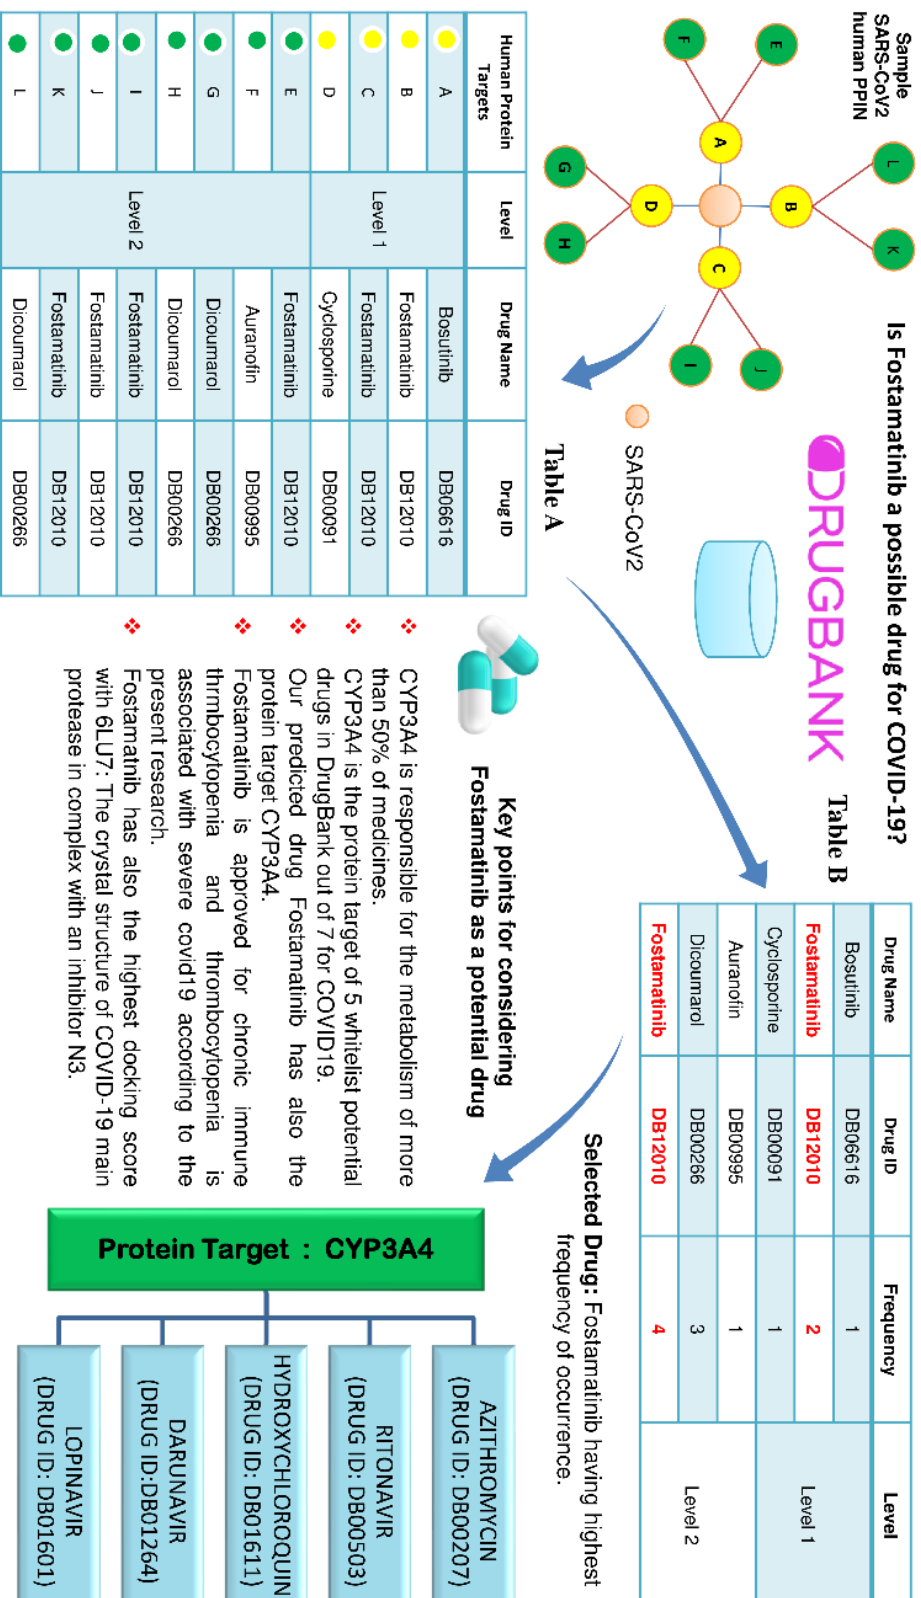 Is Fostamatinib a possible drug for COVID-19?
Sample
SARS-CoV2
human PPIN
E
F
A
L
K
B
G
H
D
C
I
J
SARS-CoV2
DRUGBANK
Table A
Human Protein Targets	Level	Drug Name	Drug ID
A	Level 1	Bosutinib	DB06616
B	Fostamatinib	DB12010
C	Fostamatinib	DB12010
D	Cyclosporine	DB00091
E	Level 2	Fostamatinib	DB12010
F	Auranofin	DB00995
G	Dicoumarol	DB00266
H	Dicoumarol	DB00266
I	Fostamatinib	DB12010
J	Fostamatinib	DB12010
K	Fostamatinib	DB12010
L	Dicoumarol	DB00266
Table B
Drug Name	Drug ID	Frequency	Level
Bosutinib	DB06616	1	Level 1
Fostamatinib	DB12010	2
Cyclosporine	DB00091	1
Auranofin	DB00995	1	Level 2
Dicoumarol	DB00266	3
Fostamatinib	DB12010	4
Selected Drug: Fostamatinib having highest
frequency of occurrence.
Key points for considering
Fostamatinib as a potential drug
CYP3A4 is responsible for the metabolism of more
than 50% of medicines.
CYP3A4 is the protein target of 5 whitelist potential
drugs in DrugBank out of 7 for COVID19.
Our predicted drug Fostamatinib has also the
protein target CYP3A4.
Fostamatinib is approved for chronic immune
thrmbocytopenia and thrombocytopenia is
associated with severe covid19 according to the
present research.
Fostamatnib has also the highest docking score
with 6LU7: The crystal structure of COVID-19 main
protease in complex with an inhibitor N3.
Protein Target : CYP3A4
AZITHROMYCIN
(DRUG ID: DB00207)
RITONAVIR
(DRUG ID: DB00503)
HYDROXYCHLOROQUIN
(DRUG ID: DB01611)
DARUNAVIR
(DRUG ID:DB01264)
LOPINAVIR
(DRUG ID: DB01601)